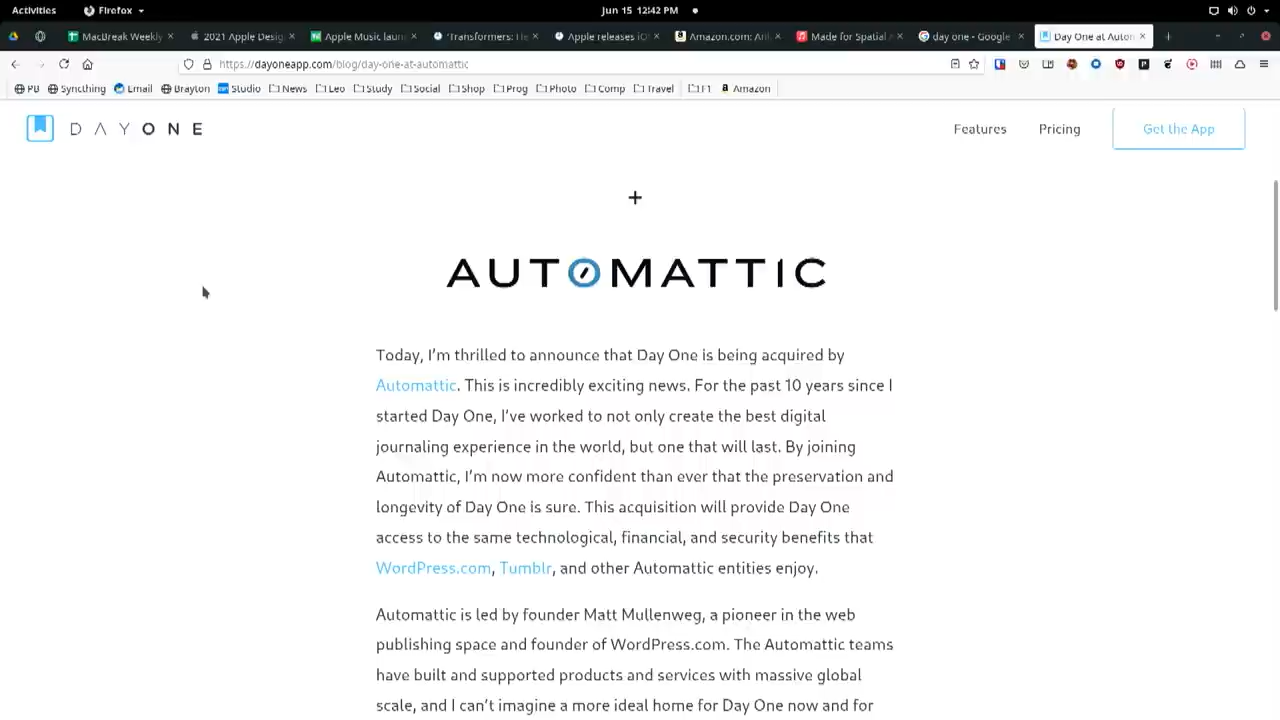 Activities Firefox Jun 15 12:42 PM
MacBreak Weekly 2021 Apple Desig Apple Music laun 'Transformers: He Apple releases iO Amazon.com: Ank Made for Spatial A day one - Google Day One at Autom
https://dayoneapp.com/blog/day-one-at-automattic
PB Syncthing Email Brayton Studio News Leo Study Social Shop Prog Photo Comp Travel F1 Amazon
DAYONE Features Pricing Get the App
+
AUTOMATTIC
Today, I'm thrilled to announce that Day One is being acquired by
Automattic. This is incredibly exciting news. For the past 10 years since I
started Day One, I've worked to not only create the best digital
journaling experience in the world, but one that will last. By joining
Automattic, I'm now more confident than ever that the preservation and
longevity of Day One is sure. This acquisition will provide Day One
access to the same technological, financial, and security benefits that
WordPress.com, Tumblr, and other Automattic entities enjoy.
Automattic is led by founder Matt Mullenweg, a pioneer in the web
publishing space and founder of WordPress.com. The Automattic teams
have built and supported products and services with massive global
scale, and I can't imagine a more ideal home for Day One now and for